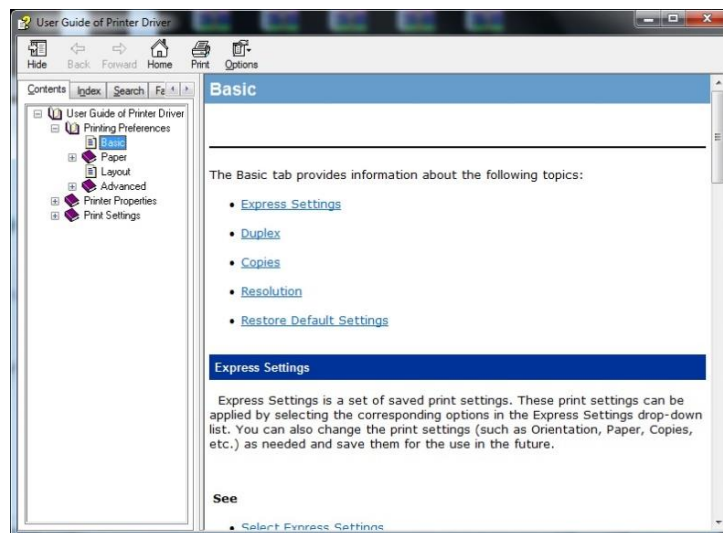 User Guide of Printer Driver
Hide Back Forward Home Print Options
Contents Index Search Fa
User Guide of Printer Driver
Printing Preferences
Basic
Paper
Layout
Advanced
Printer Properties
Print Settings
Basic
The Basic tab provides information about the following topics:
• Express Settings
• Duplex
• Copies
• Resolution
• Restore Default Settings
Express Settings
Express Settings is a set of saved print settings. These print settings can be
applied by selecting the corresponding options in the Express Settings drop-down
list. You can also change the print settings (such as Orientation, Paper, Copies,
etc.) as needed and save them for the use in the future.
See
• Select Express Settings